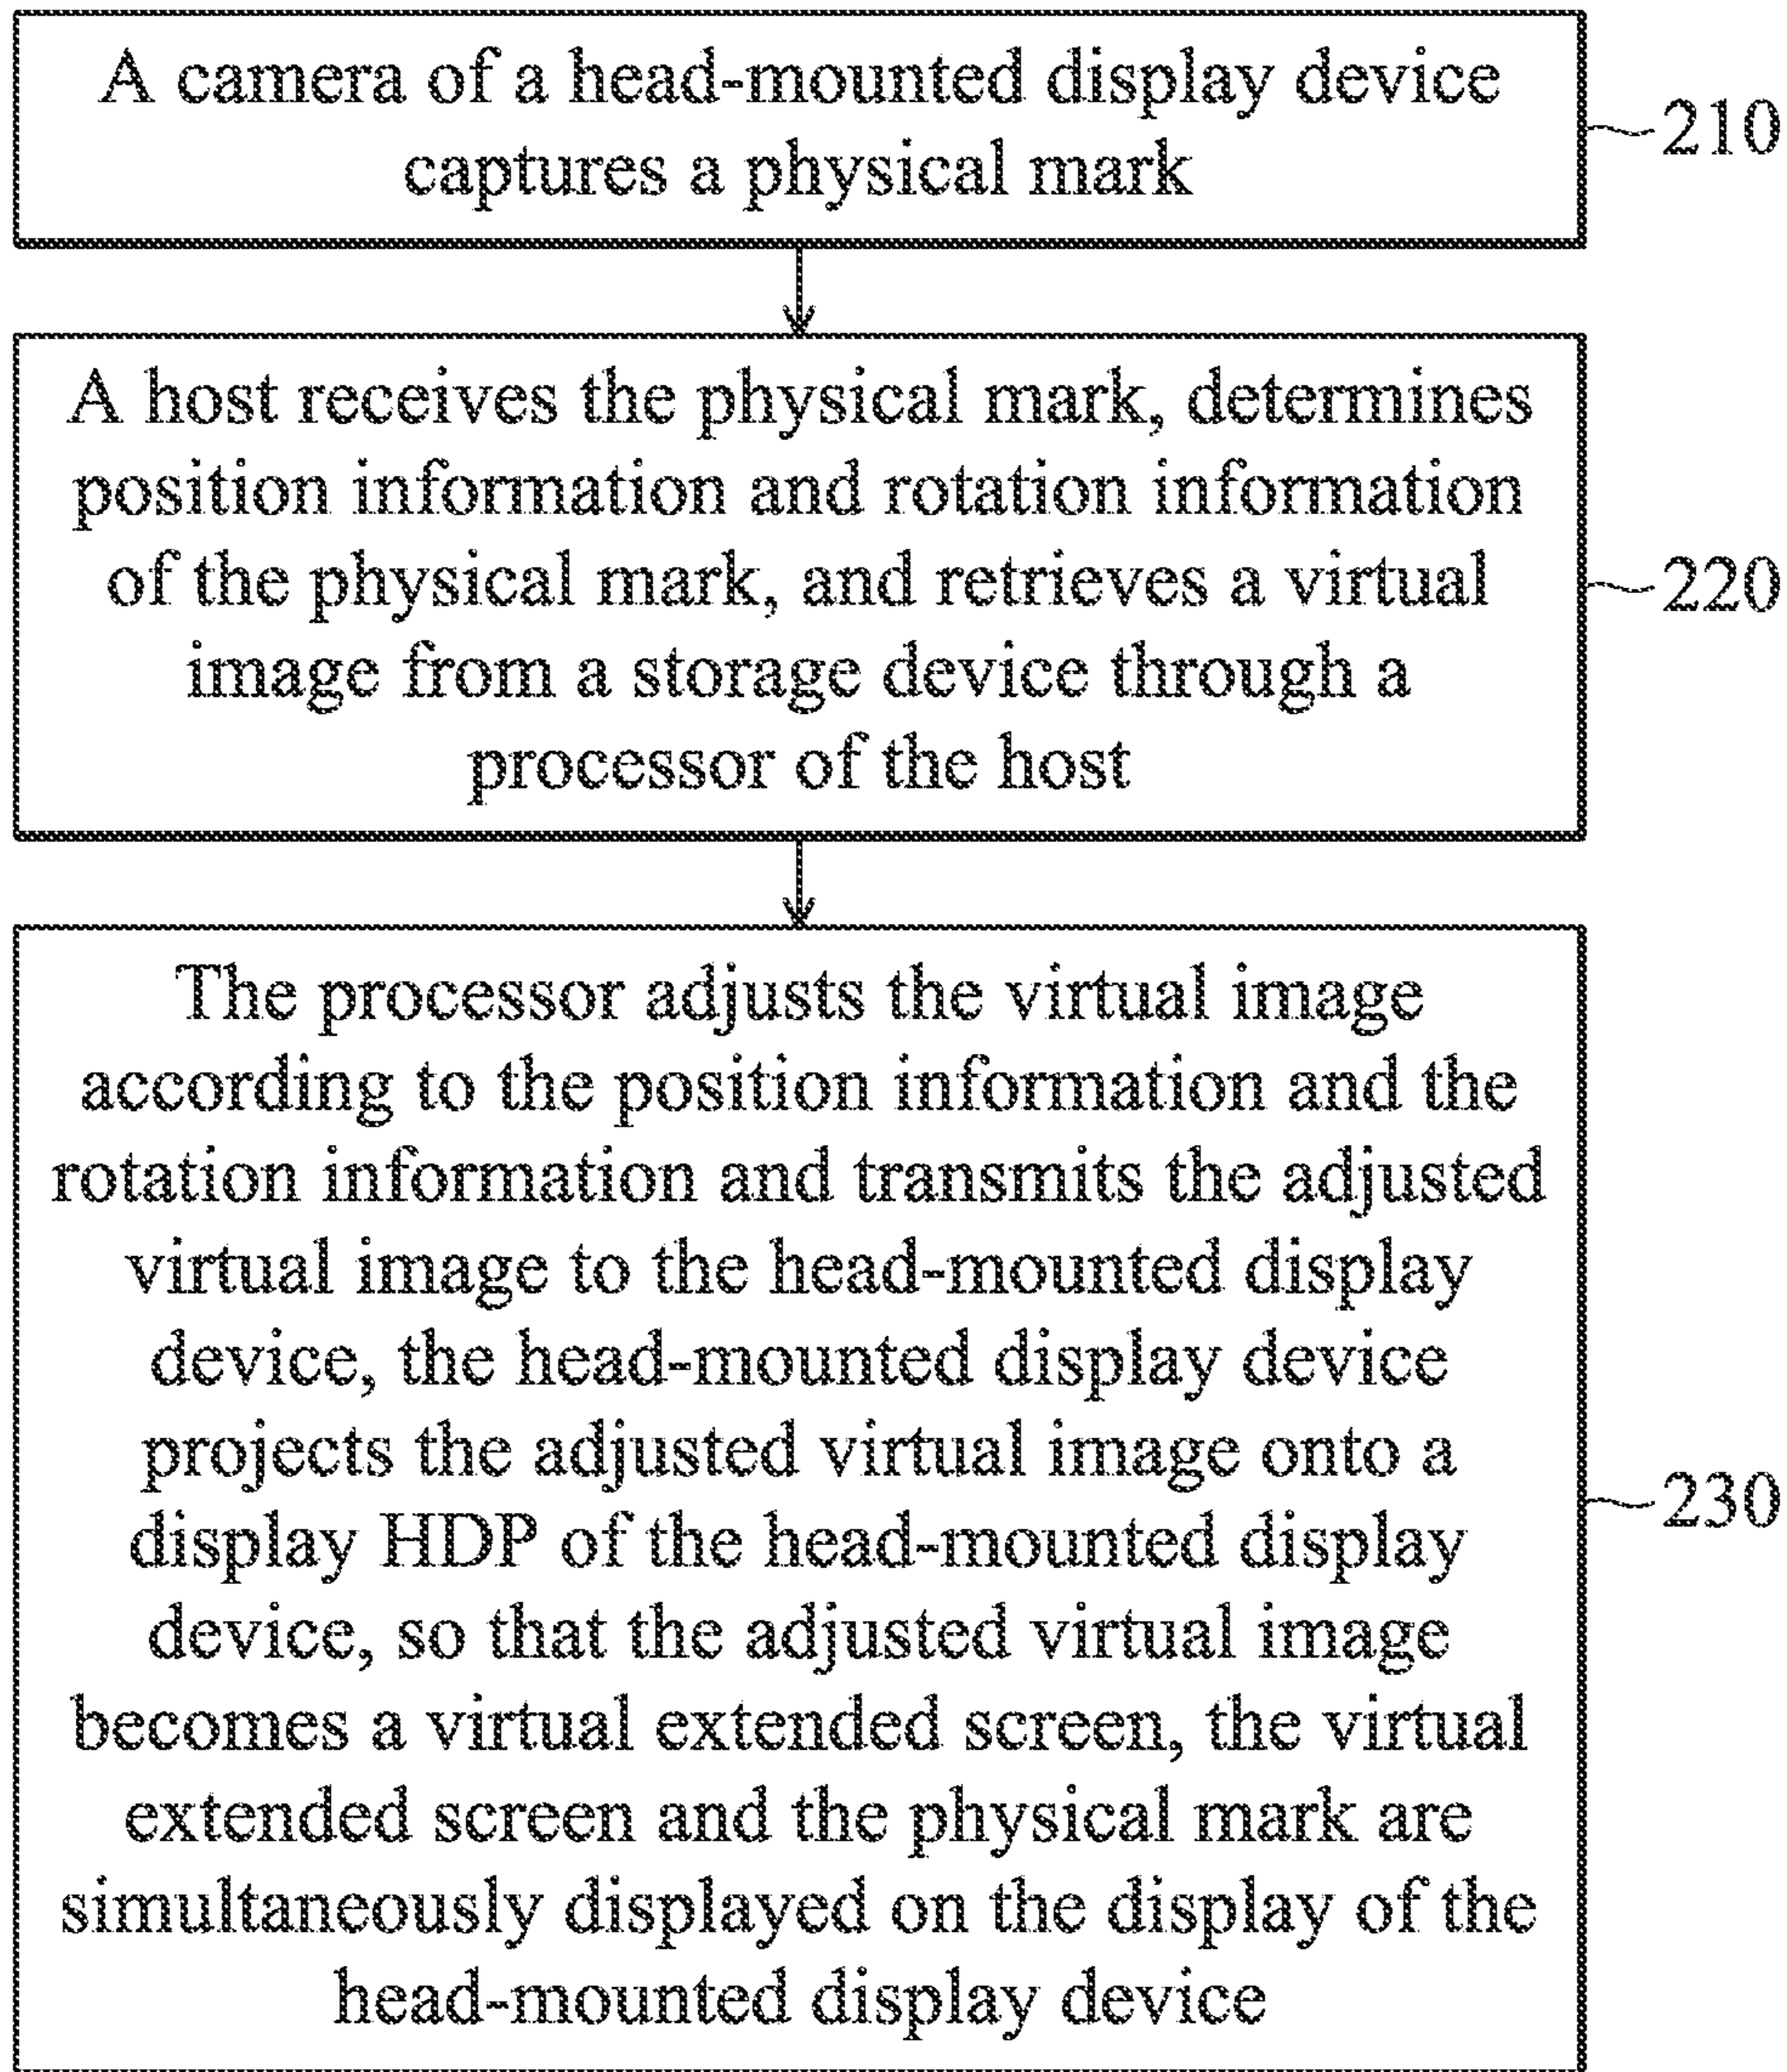 A camera of a head-mounted display device
captures a physical mark
210
A host receives the physical mark, determines
position information and rotation information
of the physical mark, and retrieves a virtual
image from a storage device through a
processor of the host
220
The processor adjusts the virtual image
according to the position information and the
rotation information and transmits the adjusted
virtual image to the head-mounted display
device, the head-mounted display device
projects the adjusted virtual image onto a
display HDP of the head-mounted display
device, so that the adjusted virtual image
becomes a virtual extended screen, the virtual
extended screen and the physical mark are
simultaneously displayed on the display of the
head-mounted display device
230